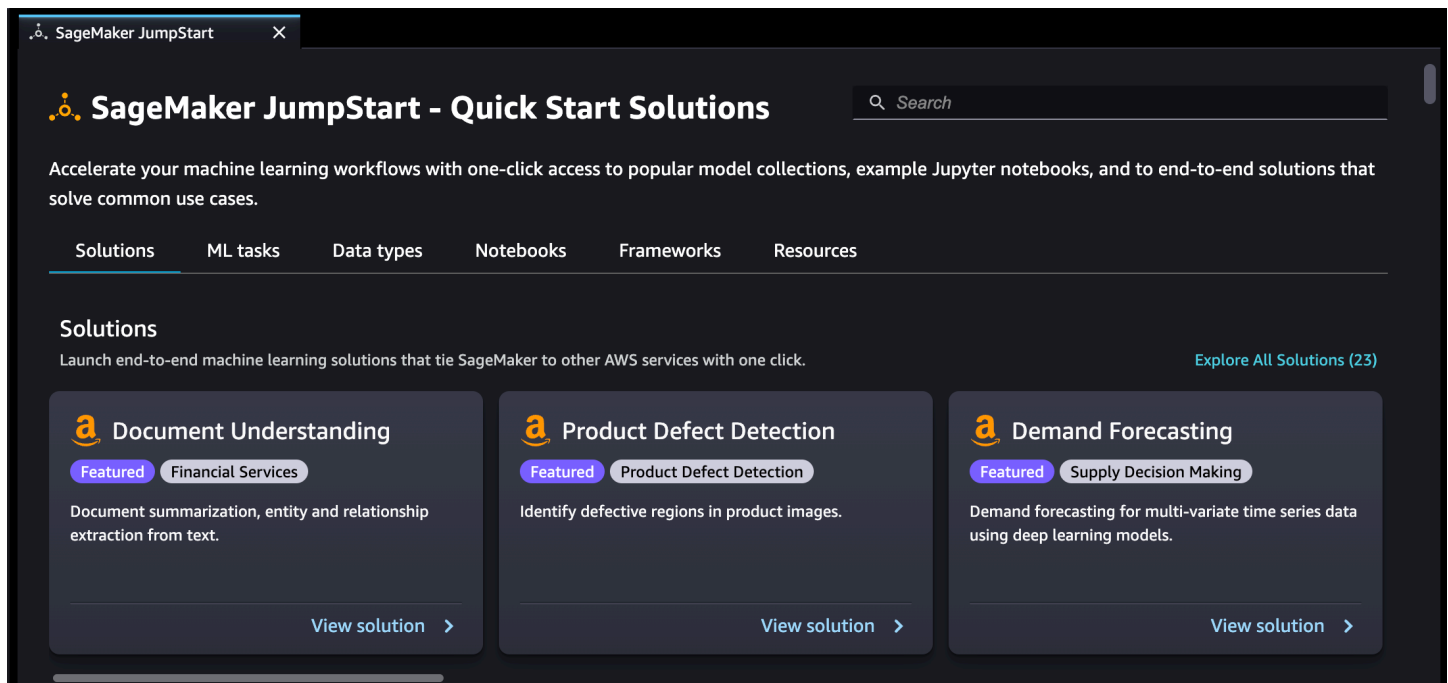 SageMaker JumpStart
SageMaker JumpStart - Quick Start Solutions
Search
Accelerate your machine learning workflows with one-click access to popular model collections, example Jupyter notebooks, and to end-to-end solutions that
solve common use cases.
Solutions ML tasks Data types Notebooks Frameworks Resources
Solutions
Launch end-to-end machine learning solutions that tie SageMaker to other AWS services with one click.
Explore All Solutions (23)
Document Understanding
Featured Financial Services
Document summarization, entity and relationship
extraction from text.
View solution
Product Defect Detection
Featured Product Defect Detection
Identify defective regions in product images.
View solution
Demand Forecasting
Featured Supply Decision Making
Demand forecasting for multi-variate time series data
using deep learning models.
View solution